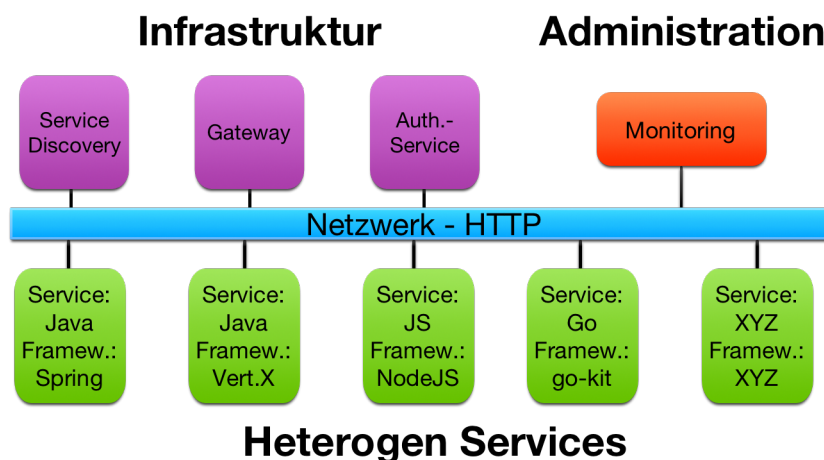 Infrastruktur
Administration
Service
Discovery
Gateway
Auth.-
Service
Monitoring
Netzwerk - HTTP
Service:
Java
Framew.:
Spring
Service:
Java
Framew.:
Vert.X
Service:
JS
Framew.:
NodeJS
Service:
Go
Framew.:
go-kit
Service:
XYZ
Framew.:
XYZ
Heterogen Services